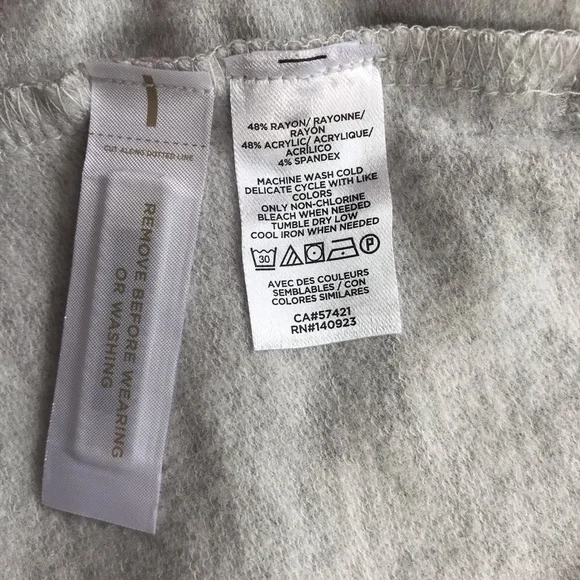 CUT ALONG DOTTED LINE
REMOVE BEFORE WEARING
OR WASHING
48% RAYON/ RAYONNE/
RAYON
48% ACRYLIC/ ACRYLIQUE/
ACRÍLICO
4% SPANDEX
MACHINE WASH COLD
DELICATE CYCLE WITH LIKE
COLORS
ONLY NON-CHLORINE
BLEACH WHEN NEEDED
TUMBLE DRY LOW
COOL IRON WHEN NEEDED
30 P
AVEC DES COULEURS
SEMBLABLES / CON
COLORES SIMILARES
CA#57421
RN#140923